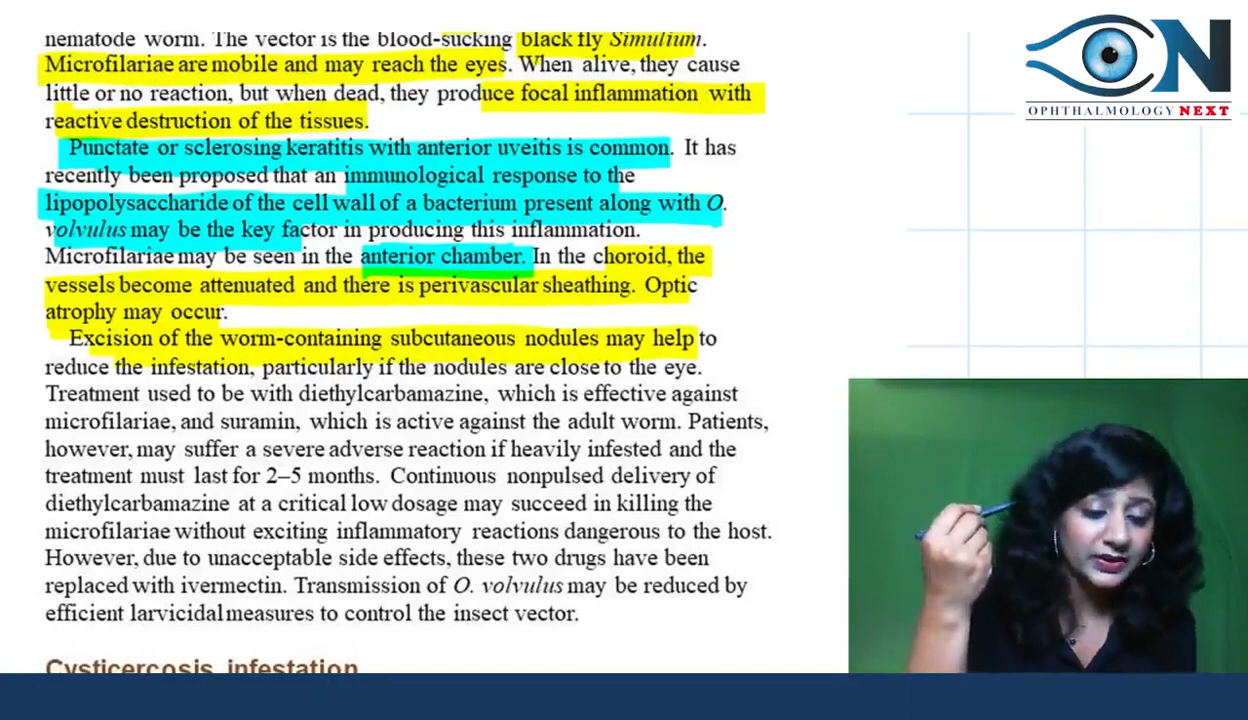 nematode worm. The vector is the blood-sucking black fly Simulium.
Microfilariae are mobile and may reach the eyes. When alive, they cause
little or no reaction, but when dead, they produce focal inflammation with
reactive destruction of the tissues.
Punctate or sclerosing keratitis with anterior uveitis is common. It has
recently been proposed that an immunological response to the
lipopolysaccharide of the cell wall of a bacterium present along with O.
volvulus may be the key factor in producing this inflammation.
Microfilariae may be seen in the anterior chamber. In the choroid, the
vessels become attenuated and there is perivascular sheathing. Optic
atrophy may occur.
Excision of the worm-containing subcutaneous nodules may help to
reduce the infestation, particularly if the nodules are close to the eye.
Treatment used to be with diethylcarbamazine, which is effective against
microfilariae, and suramin, which is active against the adult worm. Patients,
however, may suffer a severe adverse reaction if heavily infested and the
treatment must last for 2–5 months. Continuous nonpulsed delivery of
diethylcarbamazine at a critical low dosage may succeed in killing the
microfilariae without exciting inflammatory reactions dangerous to the host.
However, due to unacceptable side effects, these two drugs have been
replaced with ivermectin. Transmission of O. volvulus may be reduced by
efficient larvicidal measures to control the insect vector.
Cysticercosis infestation
ON
OPHTHALMOLOGY NEXT